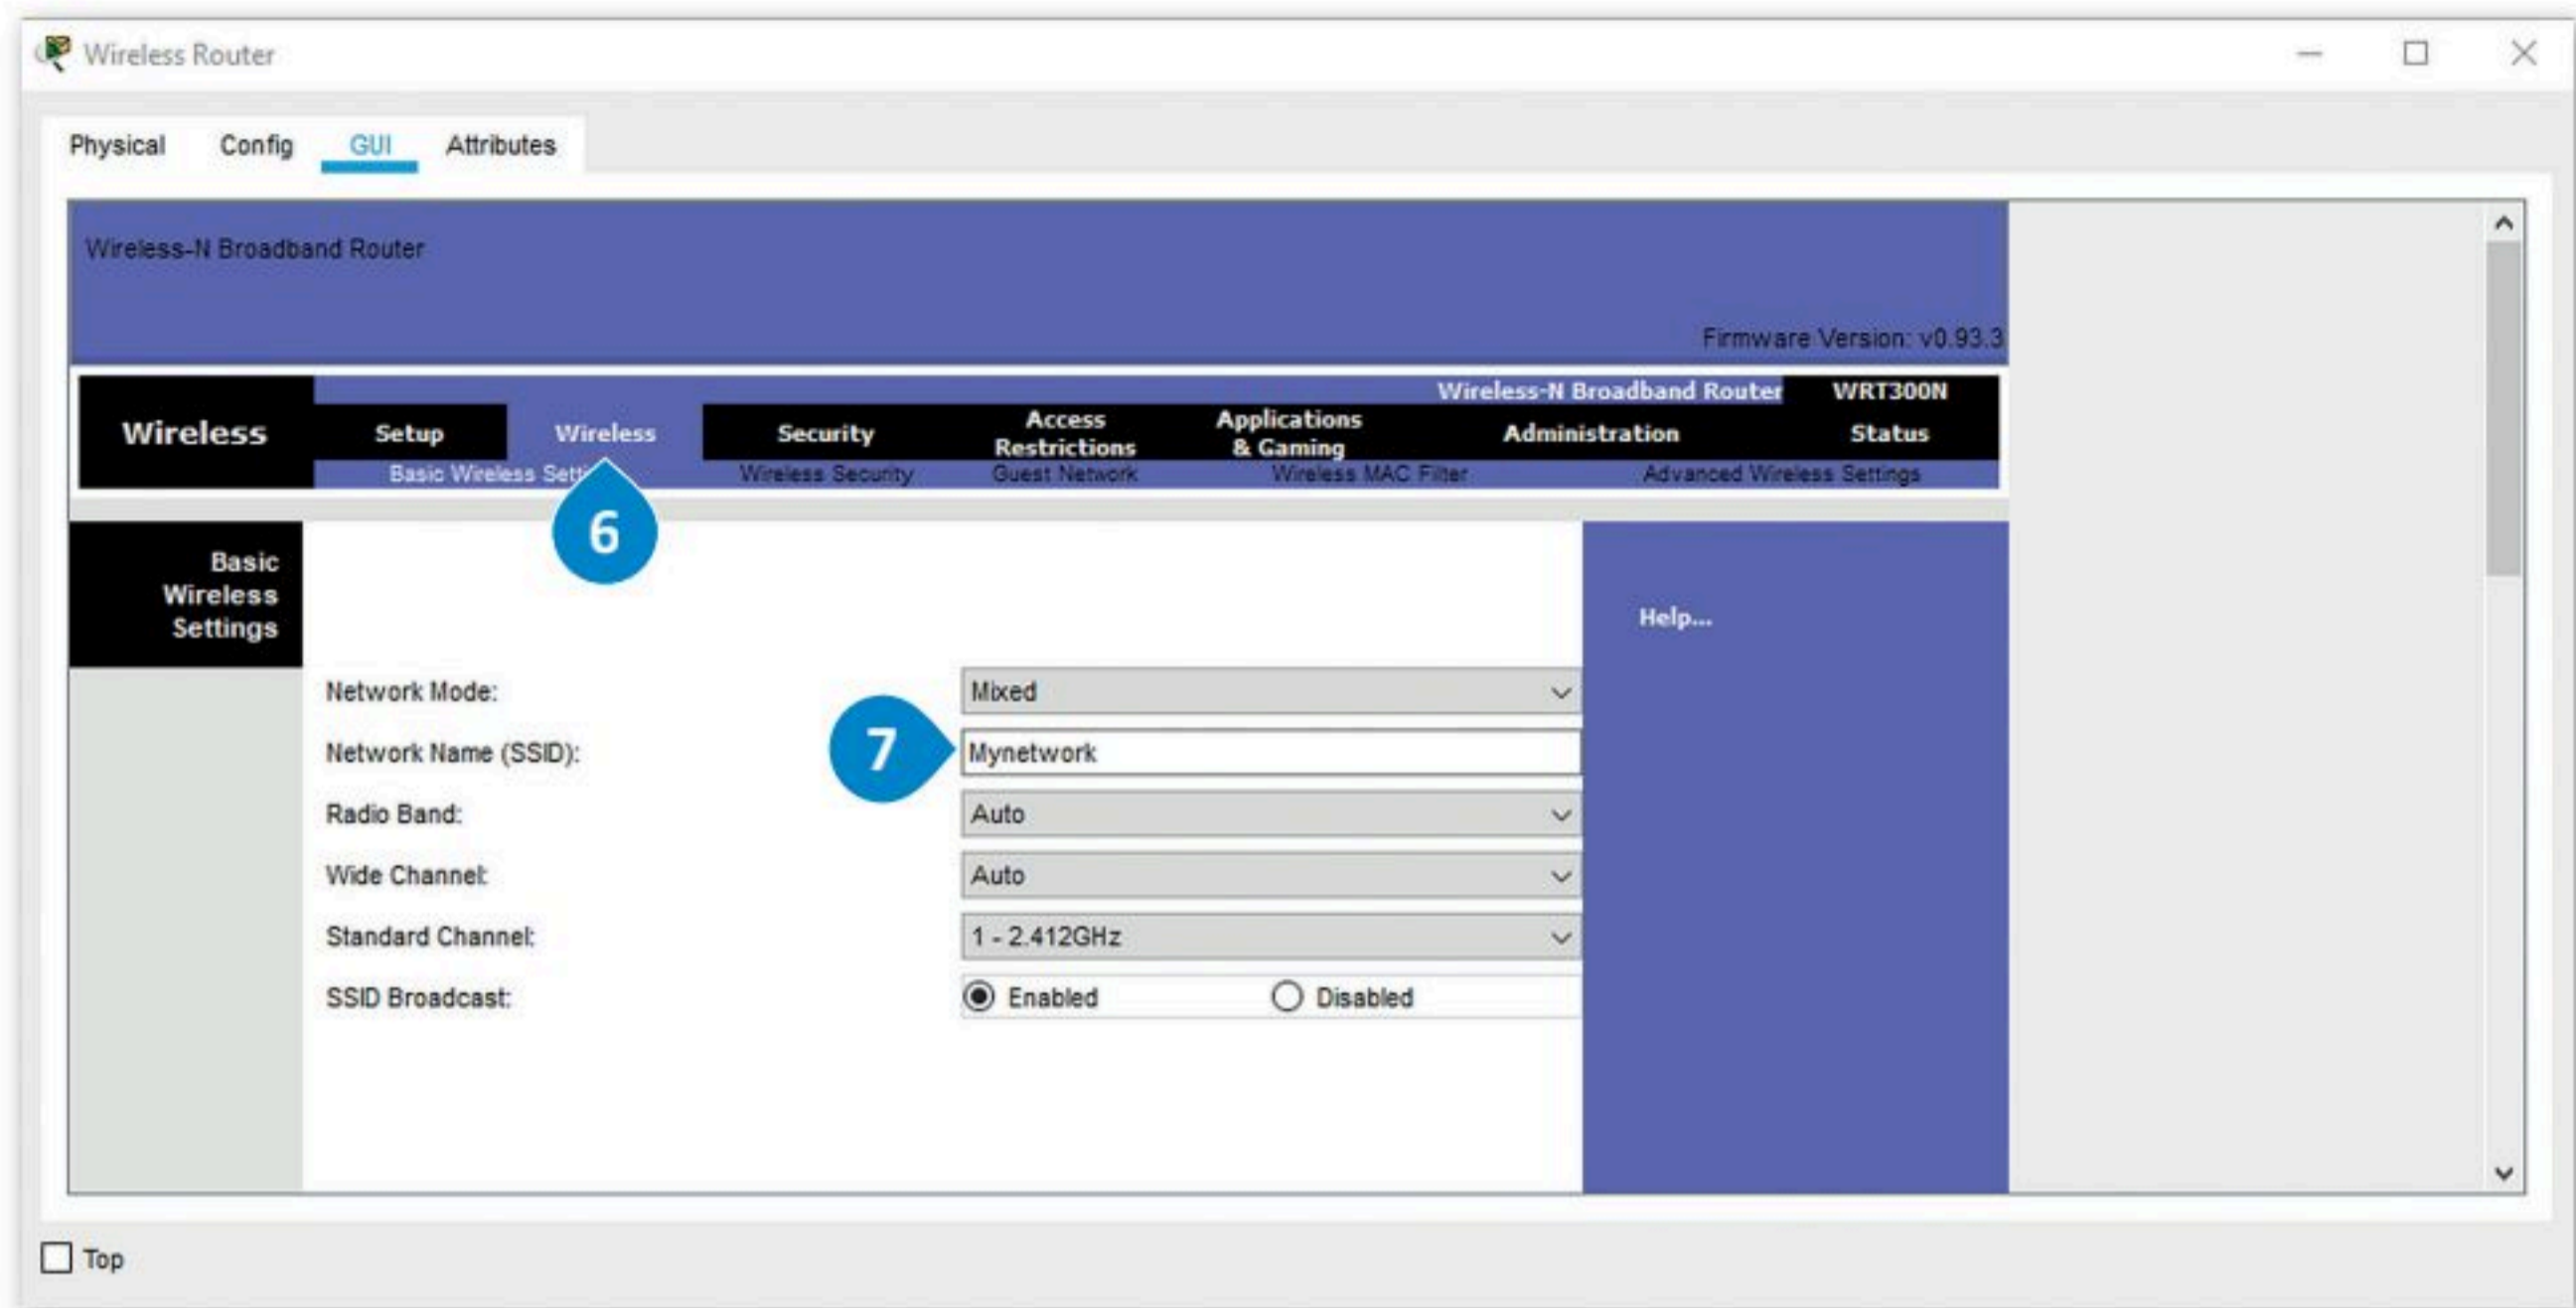 Wireless Router
Physical Config GUI Attributes
Wireless-N Broadband Router
Firmware Version: v0.93.3
Wireless-N Broadband Router WRT300N
Wireless Setup Wireless Security Access Restrictions Applications & Gaming Administration Status
Basic Wireless Wireless Security Guest Network Wireless MAC Filter Advanced Wireless Settings
6
Basic
Wireless
Settings
Help...
Network Mode: Mixed
7
Network Name (SSID): Mynetwork
Radio Band: Auto
Wide Channel: Auto
Standard Channel: 1 - 2.412GHz
SSID Broadcast: Enabled Disabled
Top